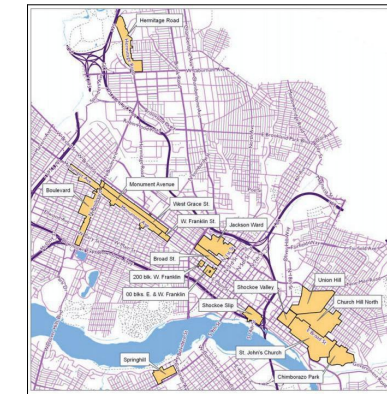 Hermitage Road
Monument Avenue
Boulevard
West Grace St.
W. Franklin St.
Jackson Ward
Broad St.
200 blk. W. Franklin
00 blks. E. & W. Franklin
Shockoe Valley
Union Hill
Church Hill North
Shockoe Slip
St. John's Church
Springhill
Chimborazo Park